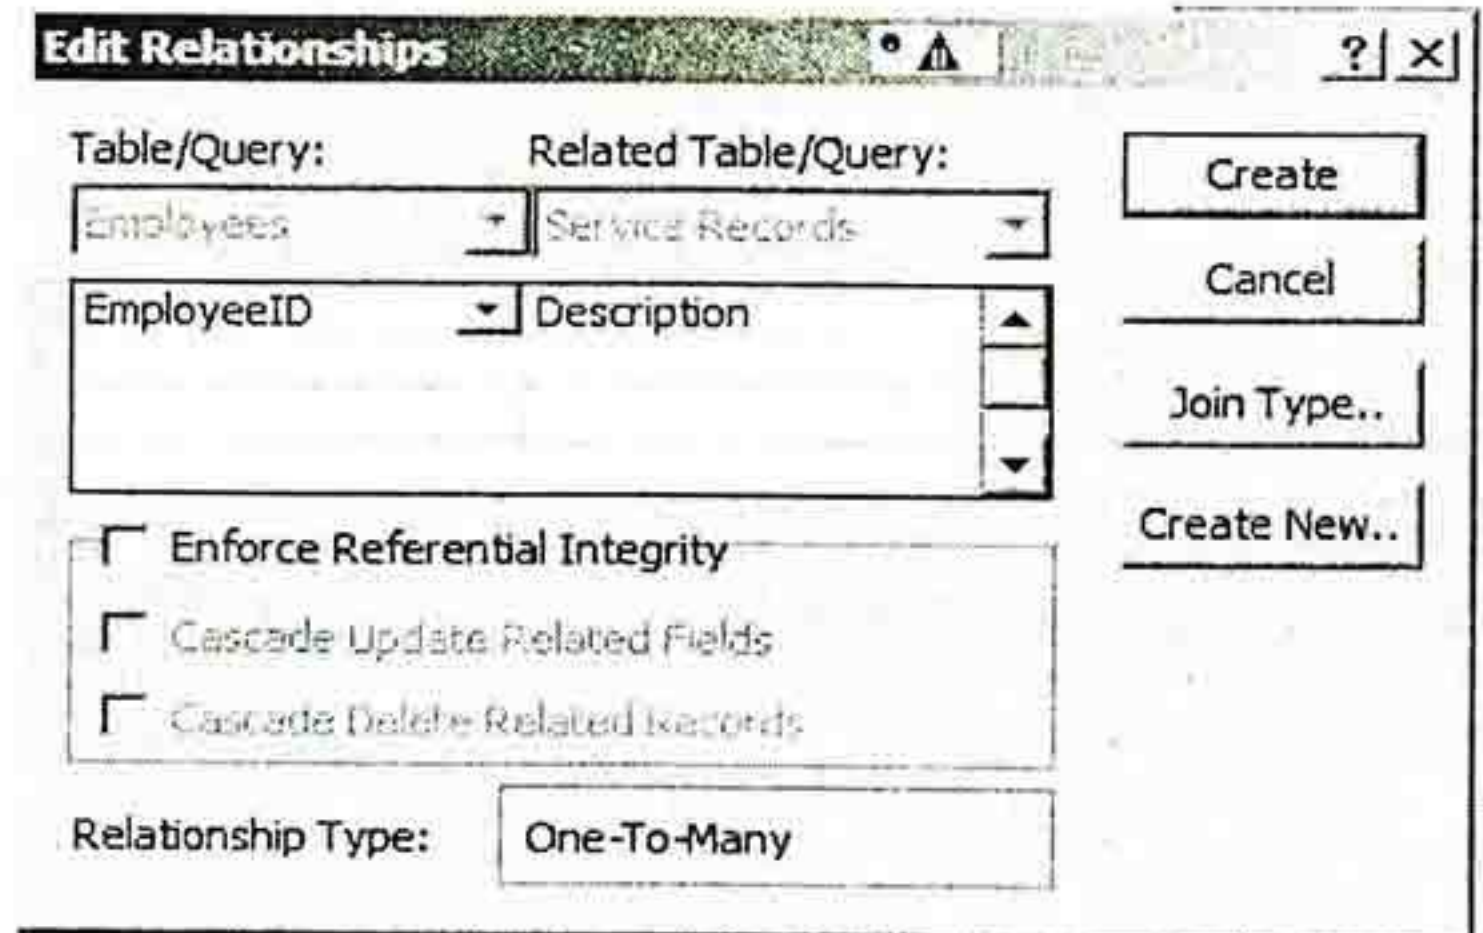 Edit Relationships
? X
Table/Query: Related Table/Query:
Employees Service Records
EmployeeID Description
Enforce Referential Integrity
Cascade Update Related Fields
Cascade Delete Related Records
Relationship Type: One-To-Many
Create
Cancel
Join Type..
Create New..